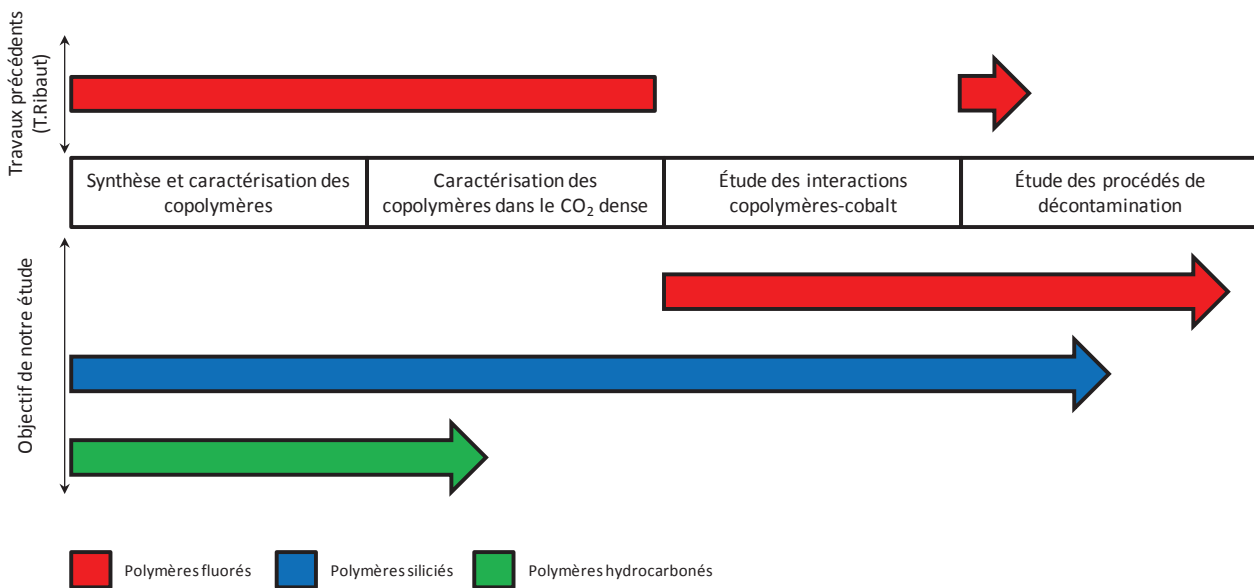 Travaux précédents
(T.Ribaut)
Synthèse et caractérisation des
copolymères
Caractérisation des
copolymères dans le CO₂ dense
Étude des interactions
copolymères-cobalt
Étude des procédés de
décontamination
Objectif de notre étude
Polymères fluorés
Polymères siliciés
Polymères hydrocarbonés